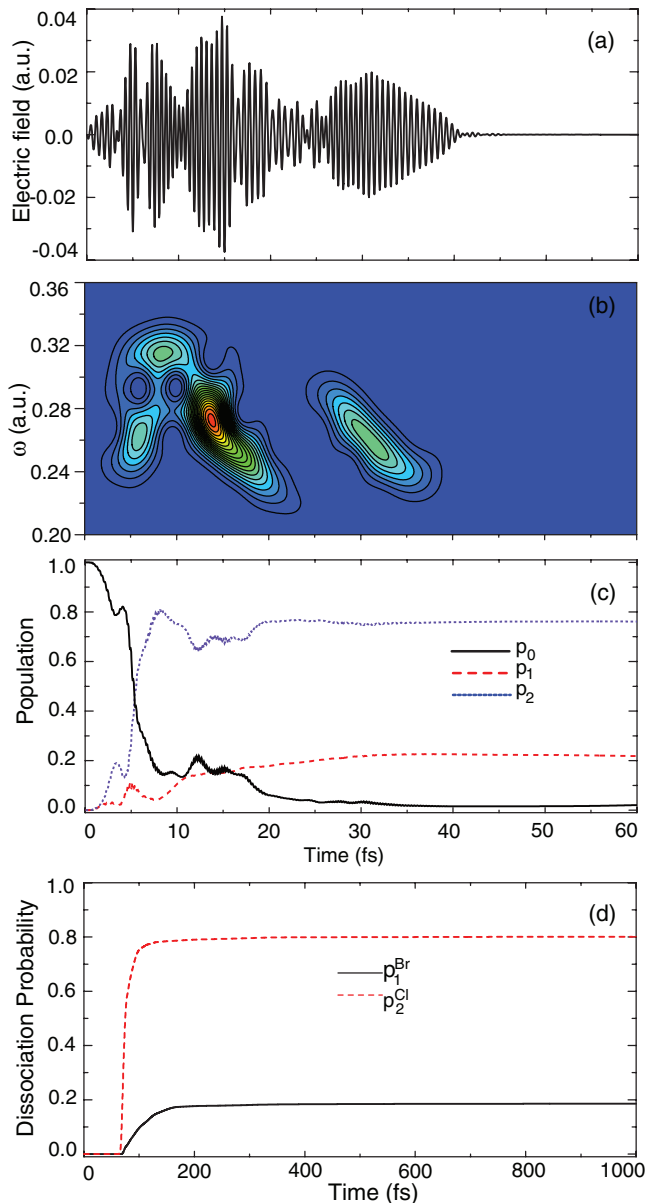 (a)
Electric field (a.u.)
0.04
0.02
0.0
-0.02
-0.04
(b)
ω (a.u.)
0.36
0.32
0.28
0.24
0.20
(c)
Population
1.0
0.8
0.6
0.4
0.2
0.0
p0
p1
p2
0 10 20 30 40 50 60
Time (fs)
(d)
Dissociation Probability
1.0
0.8
0.6
0.4
0.2
0.0
p1Br
p2Cl
0 200 400 600 800 1000
Time (fs)